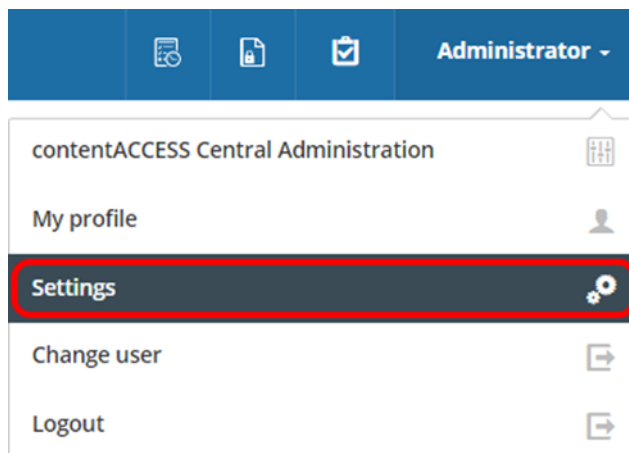 Administrator
contentACCESS Central Administration
My profile
Settings
Change user
Logout